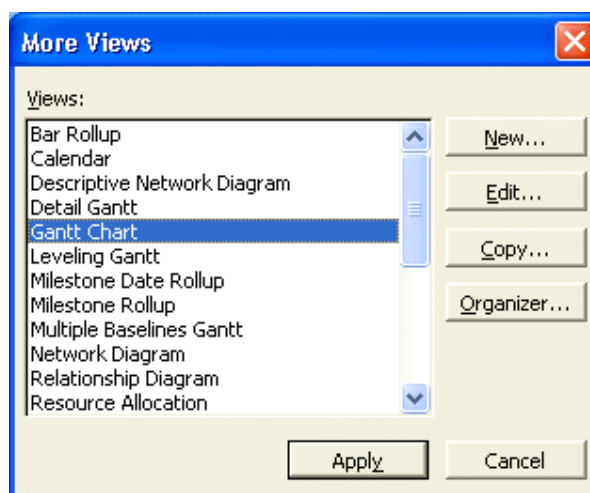 More Views
Views:
Bar Rollup
Calendar
Descriptive Network Diagram
Detail Gantt
Gantt Chart
Leveling Gantt
Milestone Date Rollup
Milestone Rollup
Multiple Baselines Gantt
Network Diagram
Relationship Diagram
Resource Allocation
New...
Edit...
Copy...
Organizer...
Apply
Cancel